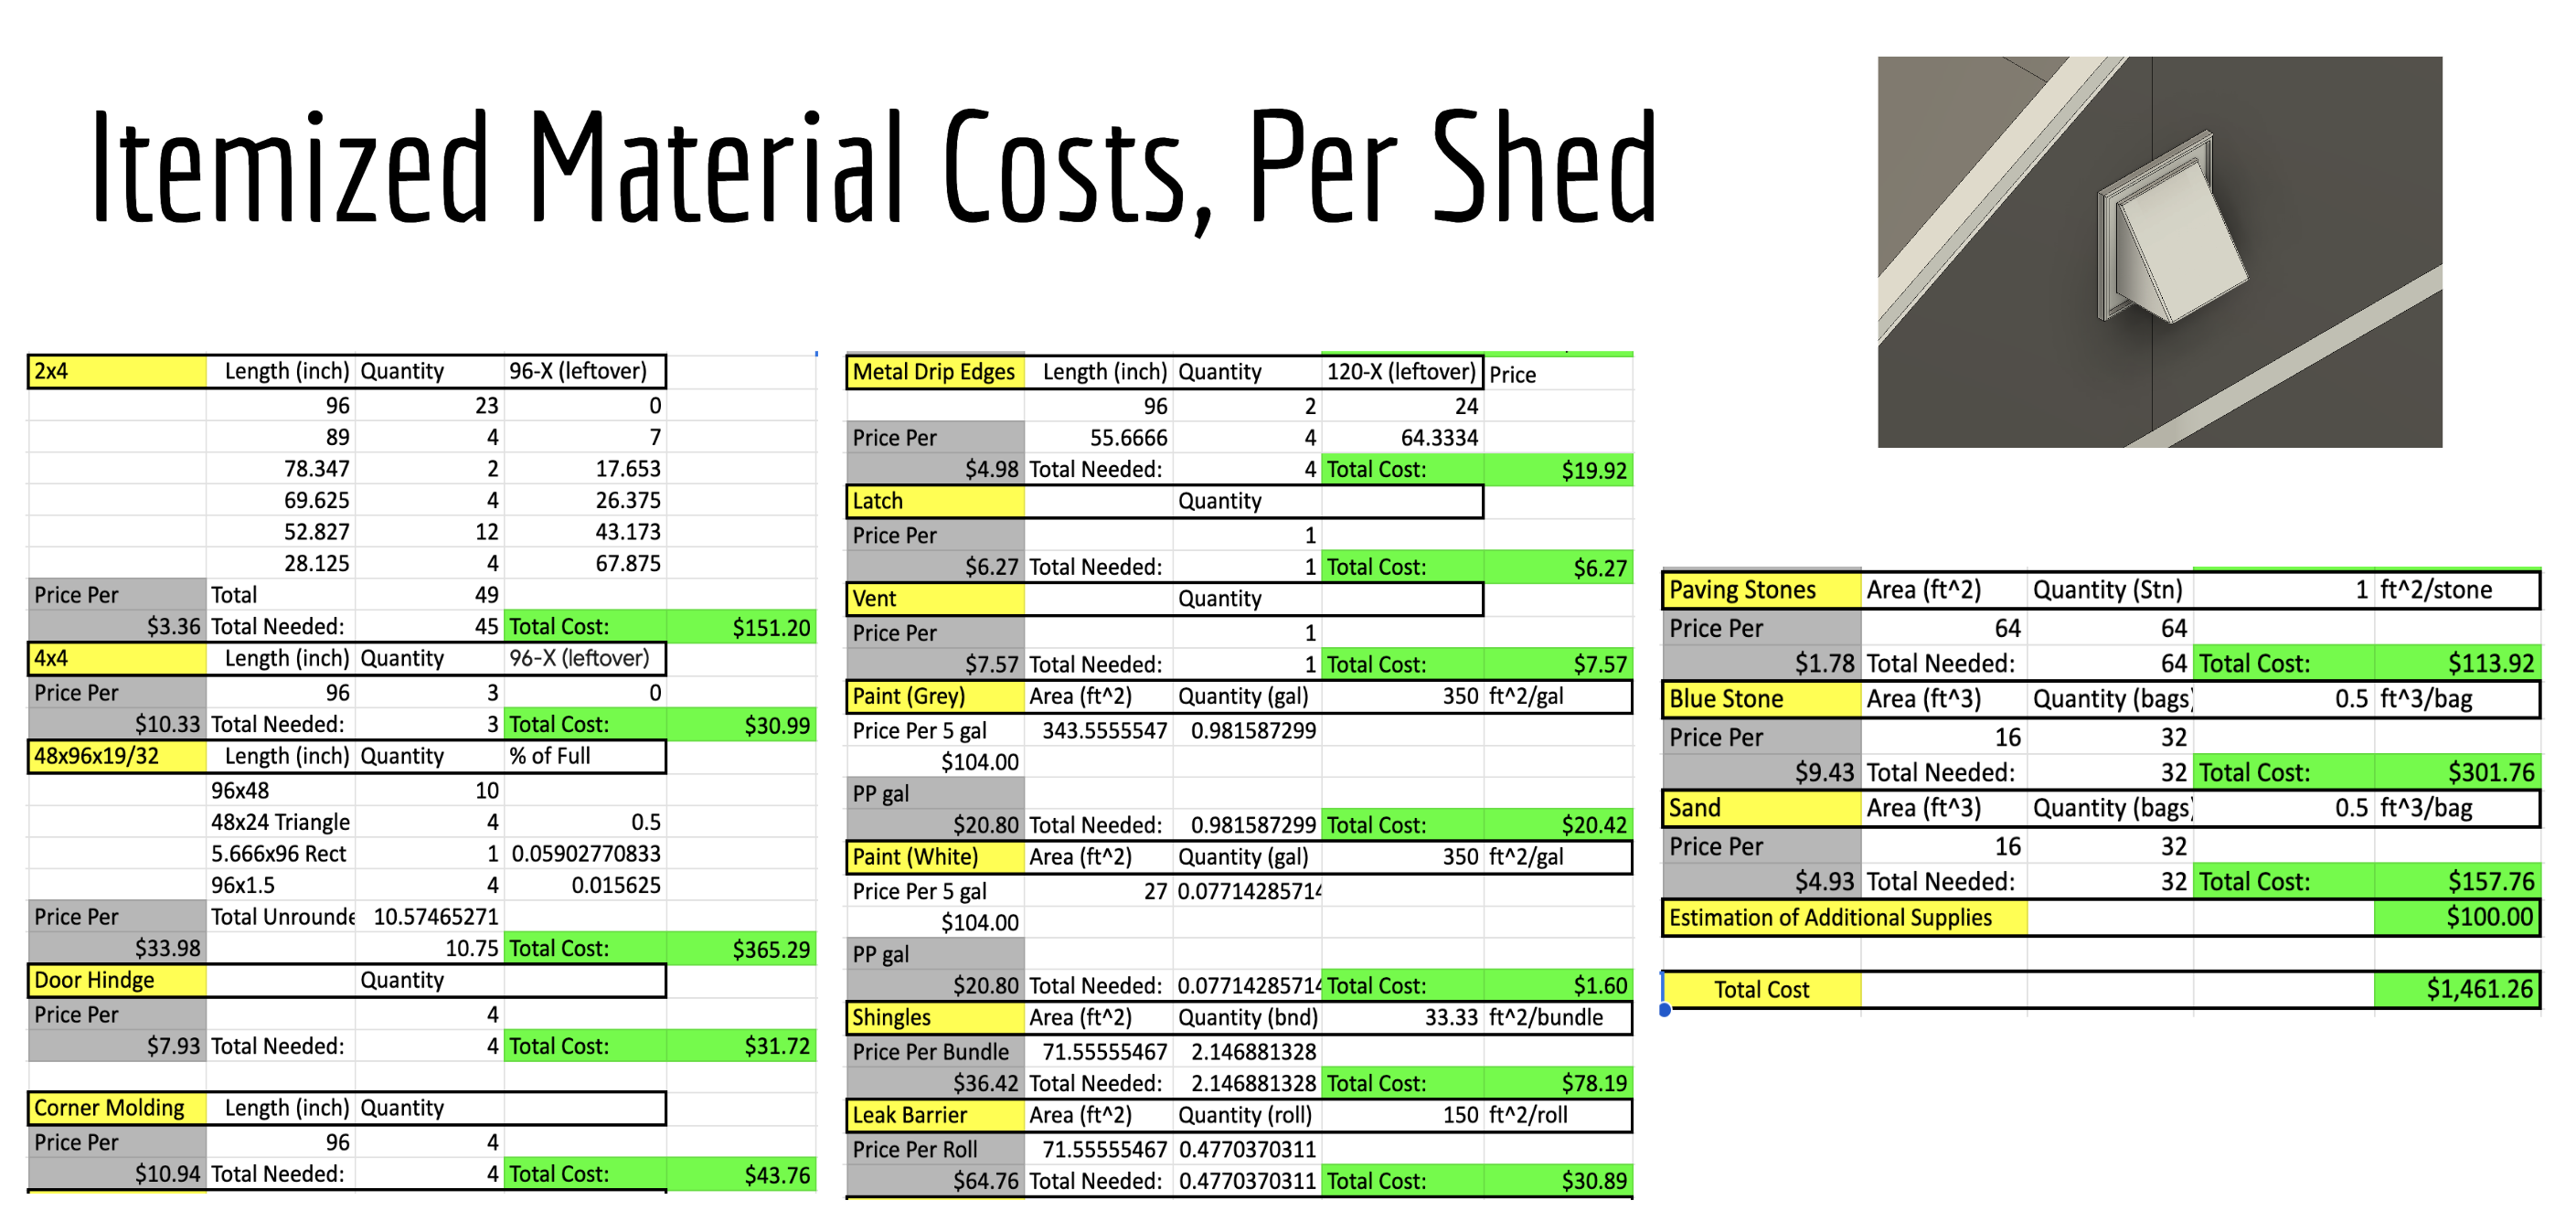 Itemized Material Costs, Per Shed
2x4 Length (inch) Quantity 96-X (leftover)
96 23 0
89 4 7
78.347 2 17.653
69.625 4 26.375
52.827 12 43.173
28.125 4 67.875
Price Per Total 49
$3.36 Total Needed: 45 Total Cost: $151.20
4x4 Length (inch) Quantity 96-X (leftover)
Price Per 96 3 0
$10.33 Total Needed: 3 Total Cost: $30.99
48x96x19/32 Length (inch) Quantity % of Full
96x48 10
48x24 Triangle 4 0.5
5.666x96 Rect 1 0.05902770833
96x1.5 4 0.015625
Price Per Total Unrounde 10.57465271
$33.98 10.75 Total Cost: $365.29
Door Hindge Quantity
Price Per 4
$7.93 Total Needed: 4 Total Cost: $31.72
Corner Molding Length (inch) Quantity
Price Per 96 4
$10.94 Total Needed: 4 Total Cost: $43.76
Metal Drip Edges Length (inch) Quantity 120-X (leftover) Price
96 2 24
Price Per 55.6666 4 64.3334
$4.98 Total Needed: 4 Total Cost: $19.92
Latch Quantity
Price Per 1
$6.27 Total Needed: 1 Total Cost: $6.27
Vent Quantity
Price Per 1
$7.57 Total Needed: 1 Total Cost: $7.57
Paint (Grey) Area (ft^2) Quantity (gal) 350 ft^2/gal
Price Per 5 gal 343.5555547 0.981587299
$104.00
PP gal
$20.80 Total Needed: 0.981587299 Total Cost: $20.42
Paint (White) Area (ft^2) Quantity (gal) 350 ft^2/gal
Price Per 5 gal 27 0.07714285714
$104.00
PP gal
$20.80 Total Needed: 0.07714285714 Total Cost: $1.60
Shingles Area (ft^2) Quantity (bnd) 33.33 ft^2/bundle
Price Per Bundle 71.55555467 2.146881328
$36.42 Total Needed: 2.146881328 Total Cost: $78.19
Leak Barrier Area (ft^2) Quantity (roll) 150 ft^2/roll
Price Per Roll 71.55555467 0.4770370311
$64.76 Total Needed: 0.4770370311 Total Cost: $30.89
Paving Stones Area (ft^2) Quantity (Stn) 1 ft^2/stone
Price Per 64 64
$1.78 Total Needed: 64 Total Cost: $113.92
Blue Stone Area (ft^3) Quantity (bags) 0.5 ft^3/bag
Price Per 16 32
$9.43 Total Needed: 32 Total Cost: $301.76
Sand Area (ft^3) Quantity (bags) 0.5 ft^3/bag
Price Per 16 32
$4.93 Total Needed: 32 Total Cost: $157.76
Estimation of Additional Supplies $100.00
Total Cost $1,461.26